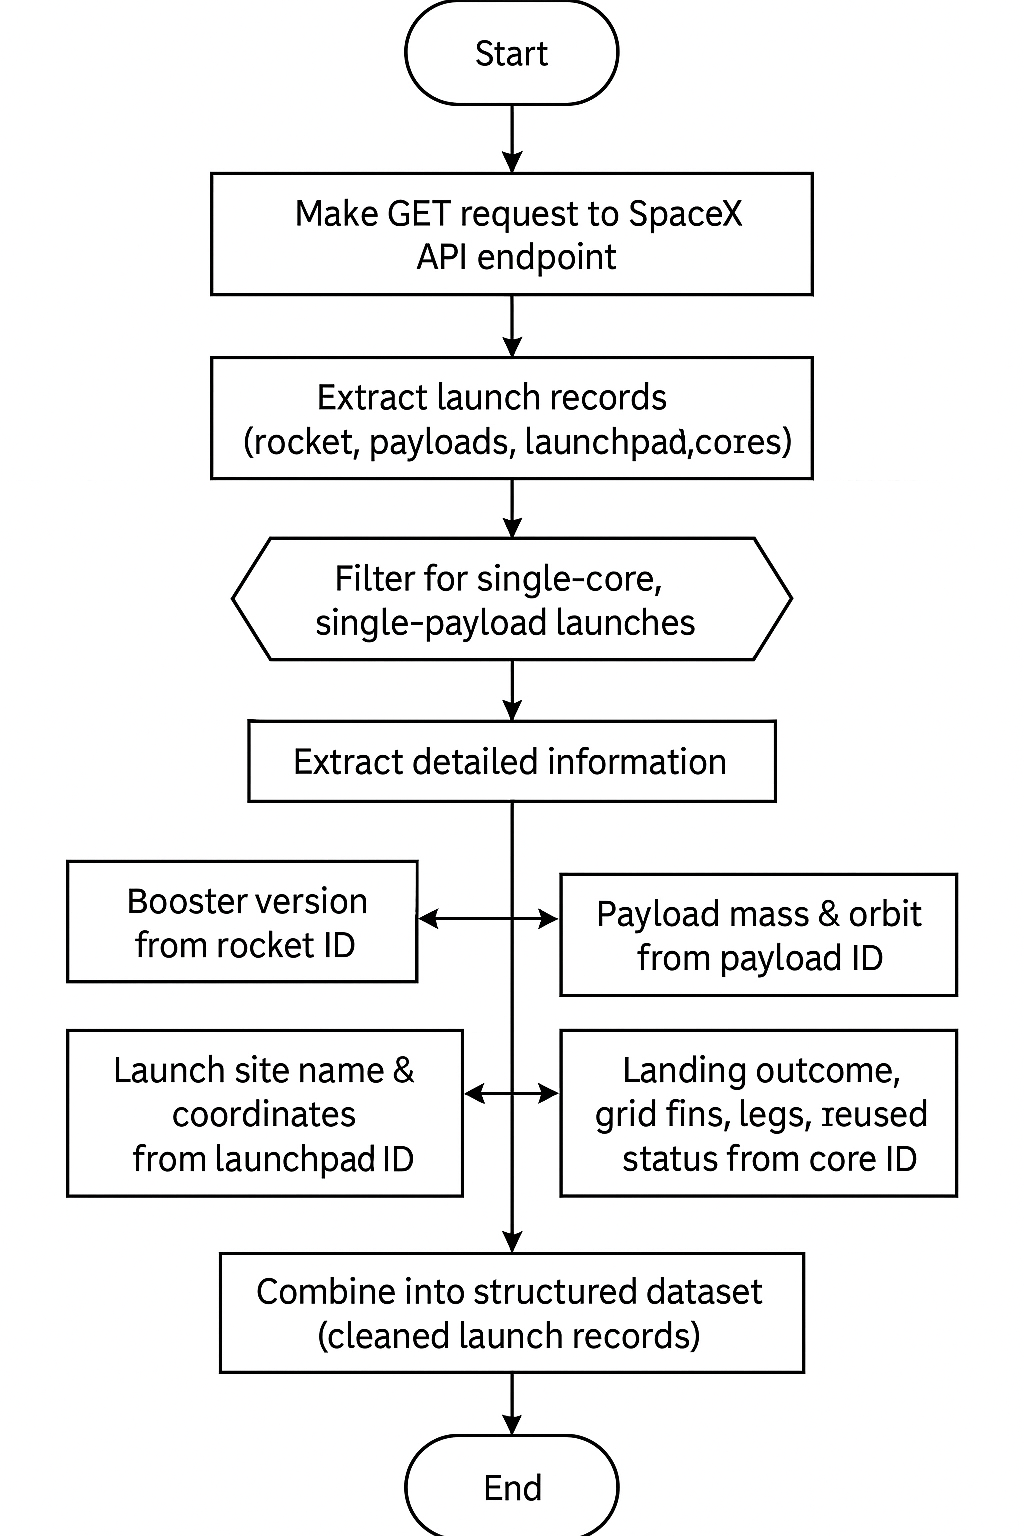 Start
Make GET request to SpaceX
API endpoint
Extract launch records
(rocket, payloads, launchpad,cores)
Filter for single-core,
single-payload launches
Extract detailed information
Booster version
from rocket ID
Payload mass & orbit
from payload ID
Launch site name &
coordinates
from launchpad ID
Landing outcome,
grid fins, legs, reused
status from core ID
Combine into structured dataset
(cleaned launch records)
End